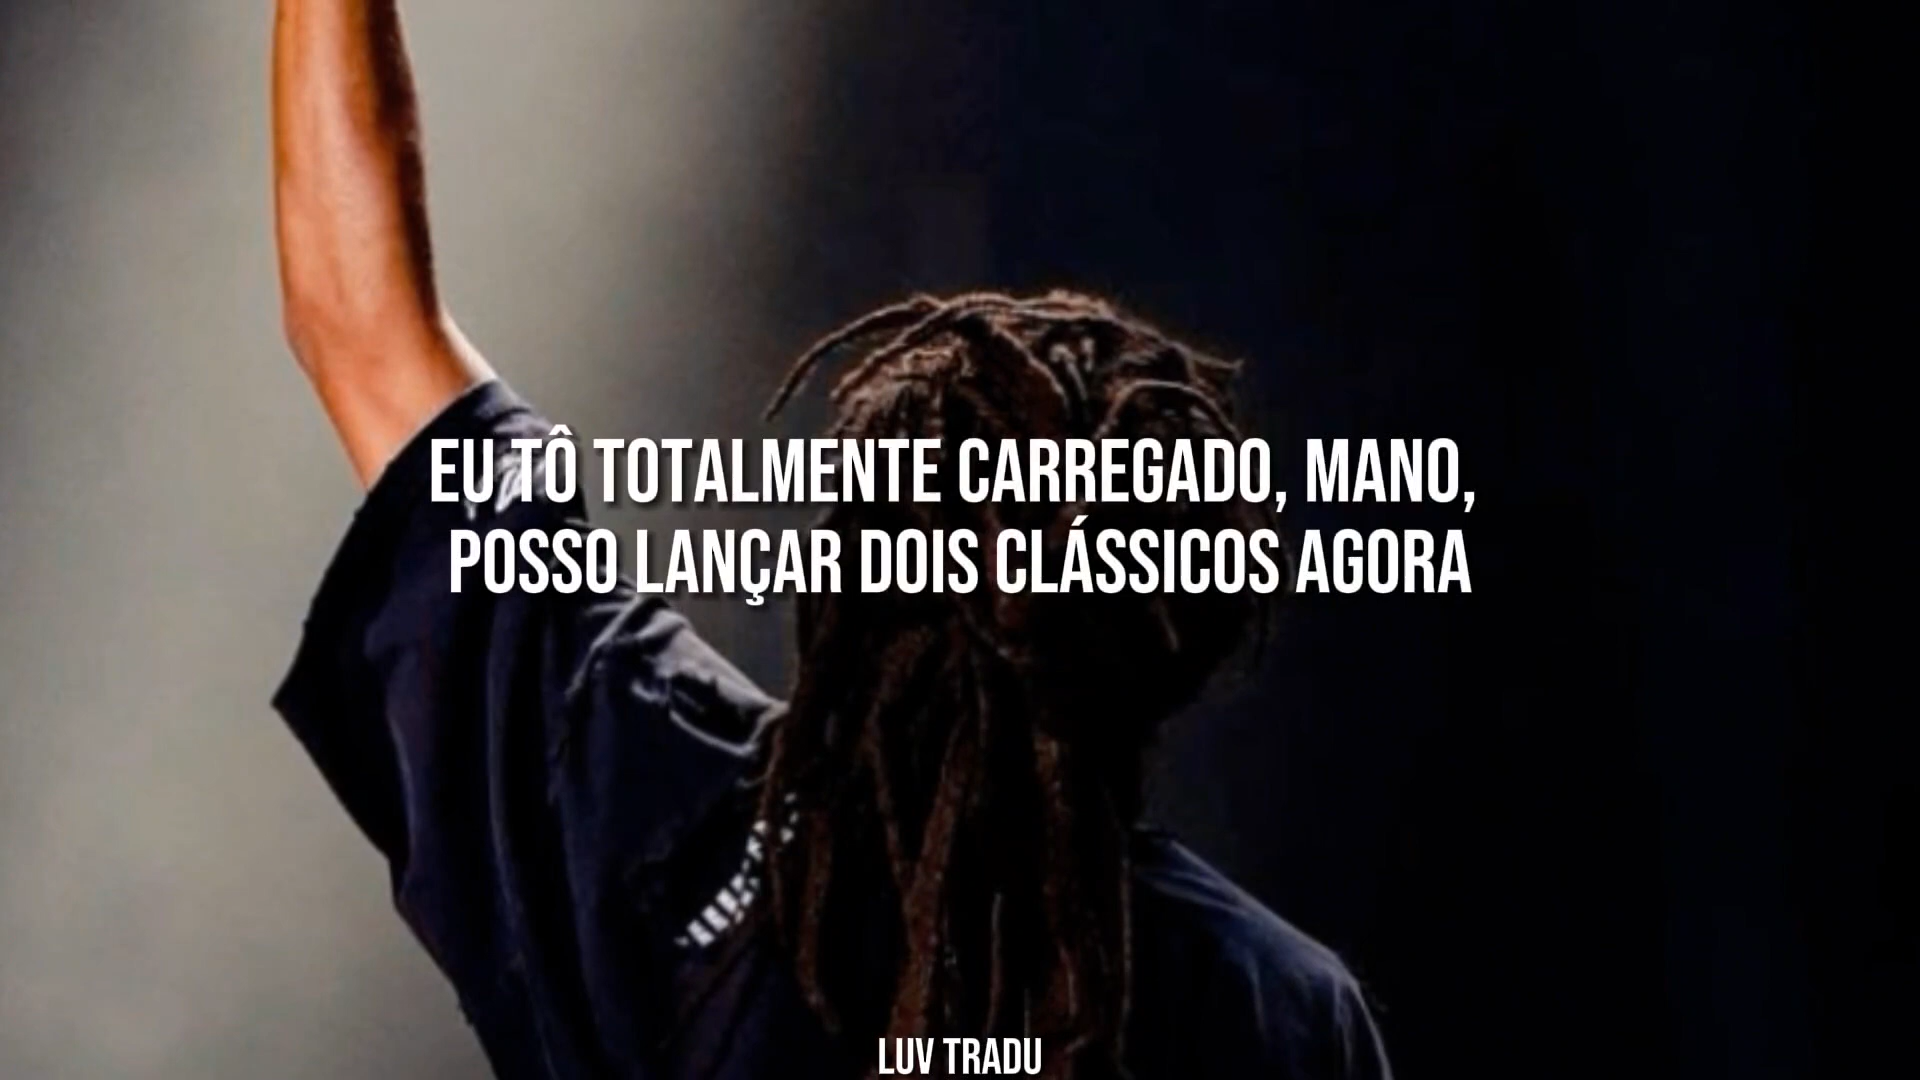 EU TÔ TOTALMENTE CARREGADO, MANO,
POSSO LANÇAR DOIS CLÁSSICOS AGORA
LUV TRADU